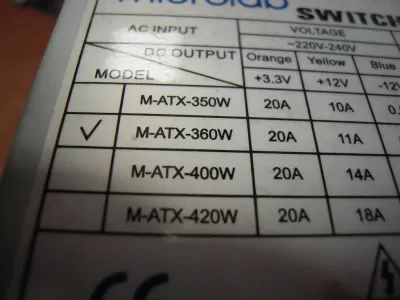 microlab SWITCH
AC INPUT VOLTAGE
~220V-240V
DC OUTPUT Orange Yellow Blue
MODEL +3.3V +12V -12V
M-ATX-350W 20A 10A
✓ M-ATX-360W 20A 11A
M-ATX-400W 20A 14A
M-ATX-420W 20A 18A
CE